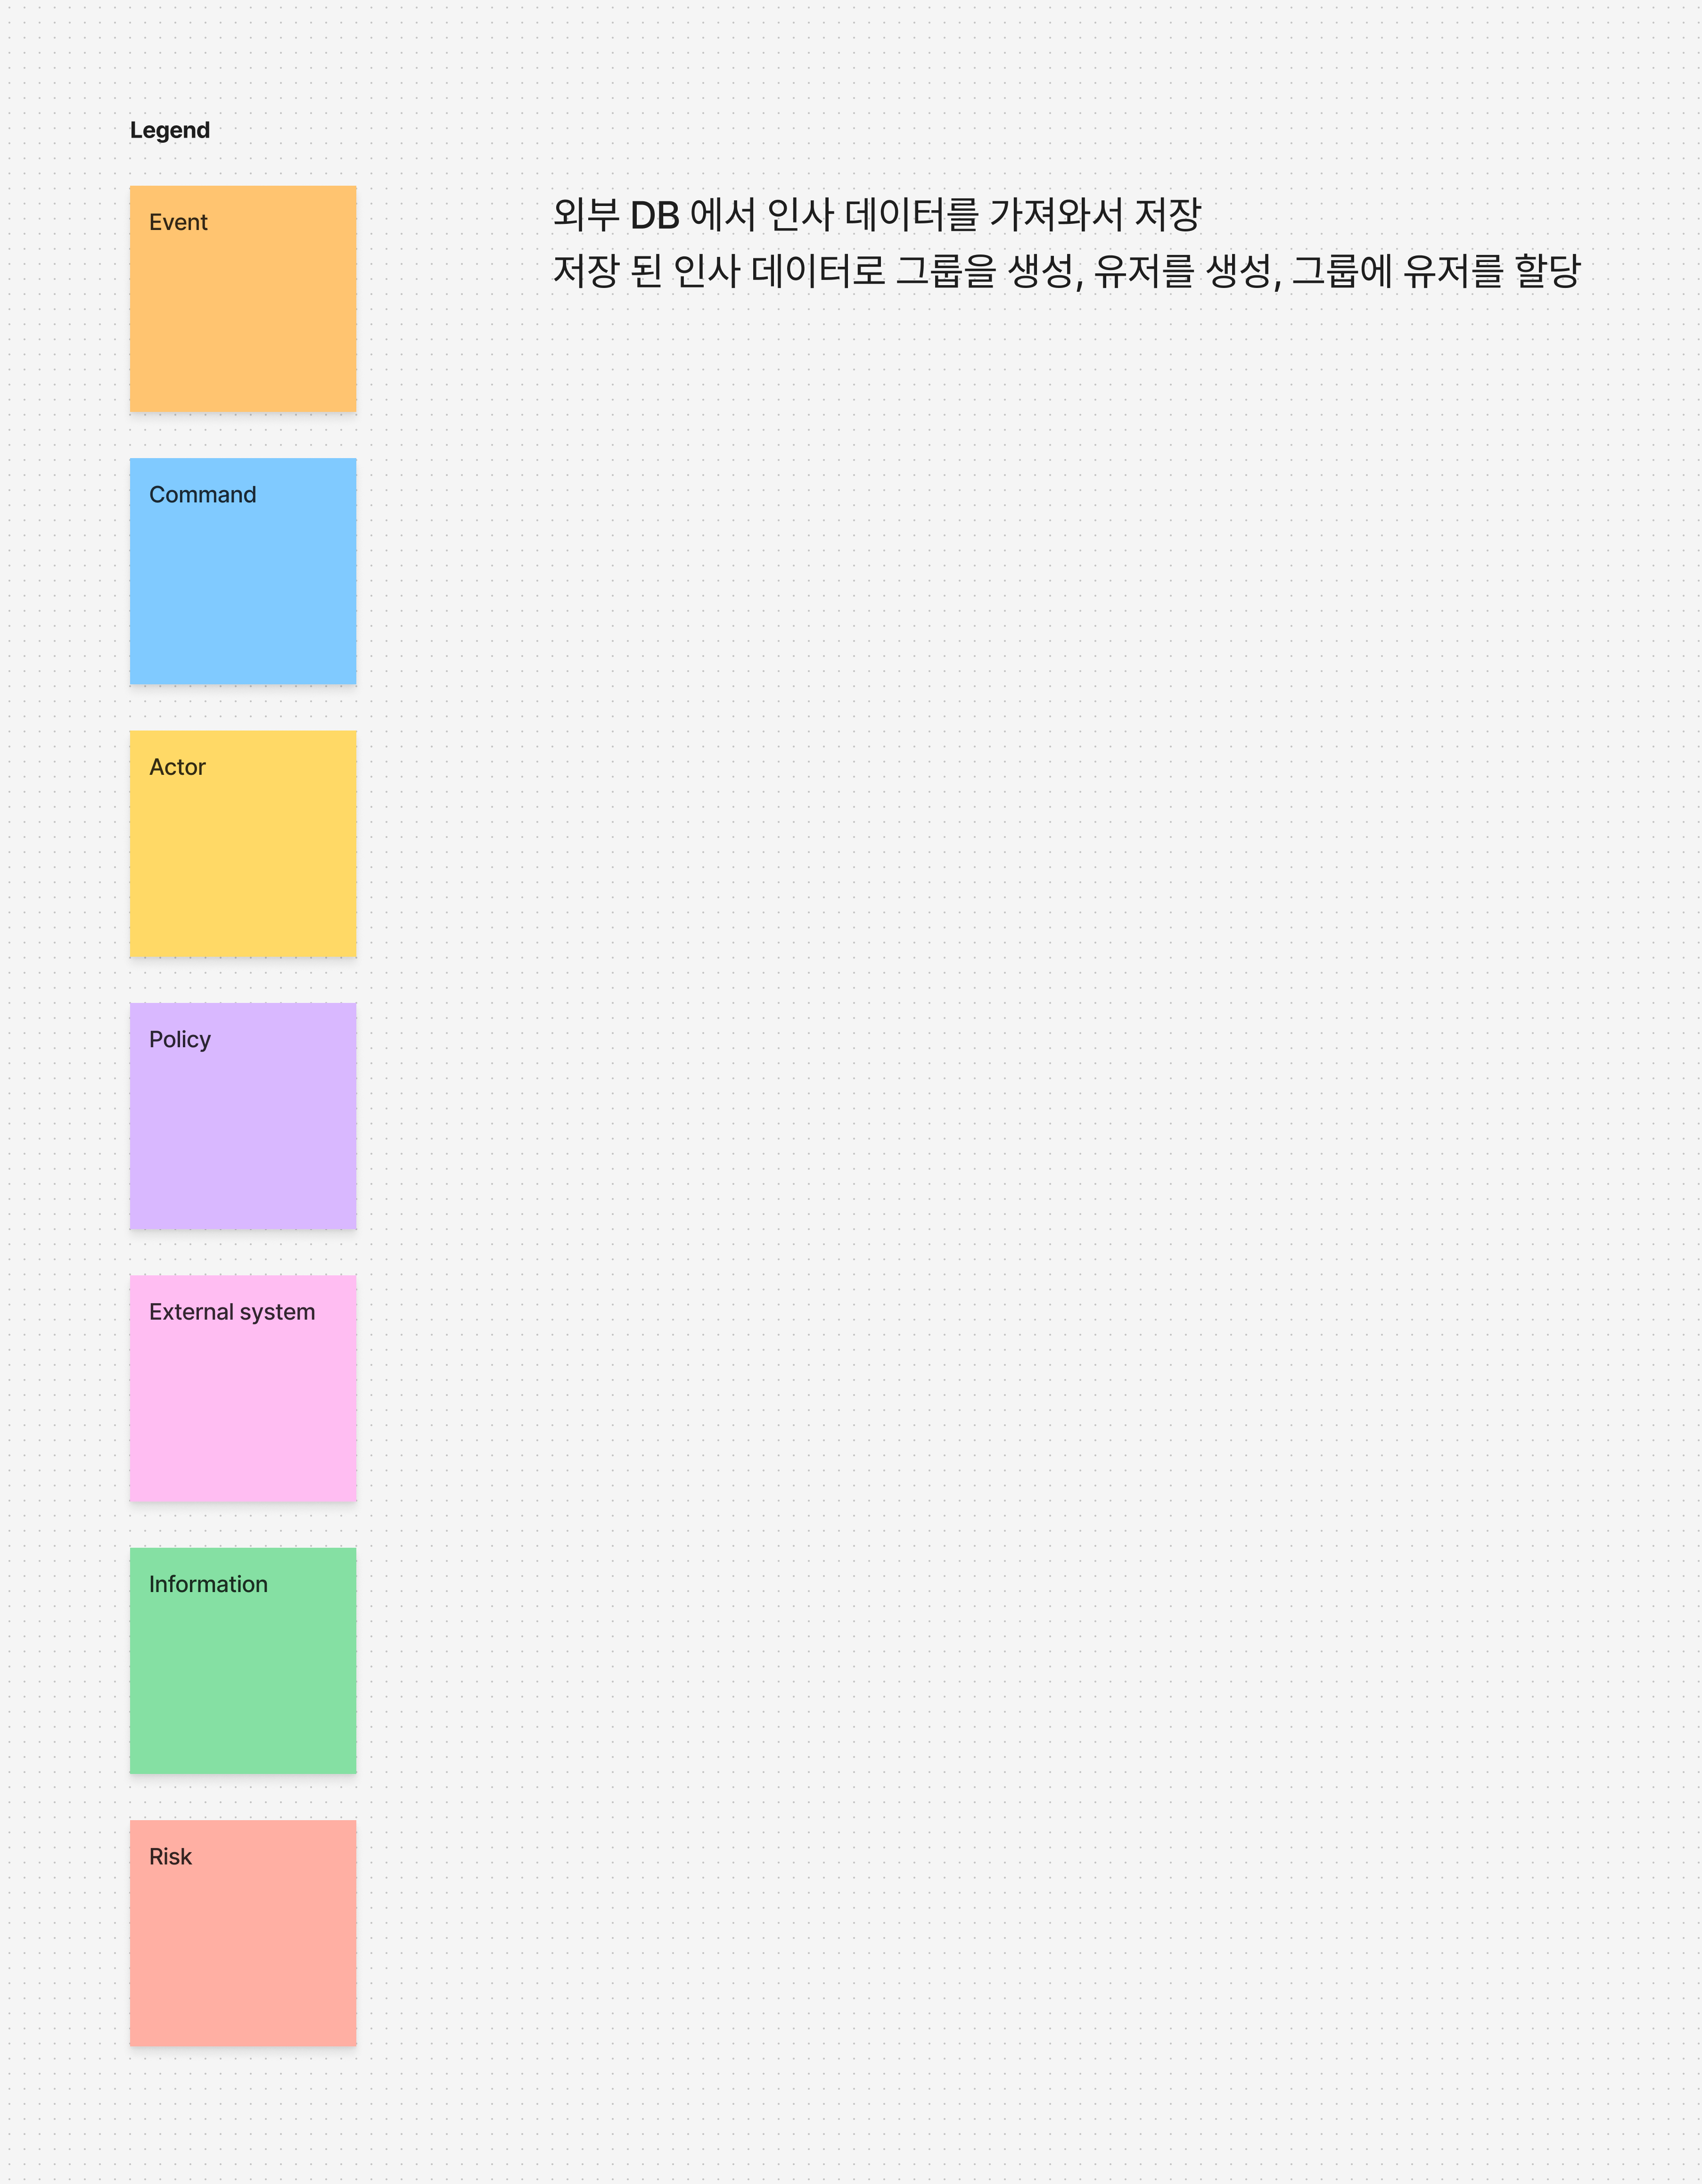 Legend
Event
외부 DB 에서 인사 데이터를 가져와서 저장
저장 된 인사 데이터로 그룹을 생성, 유저를 생성, 그룹에 유저를 할당
Command
Actor
Policy
External system
Information
Risk